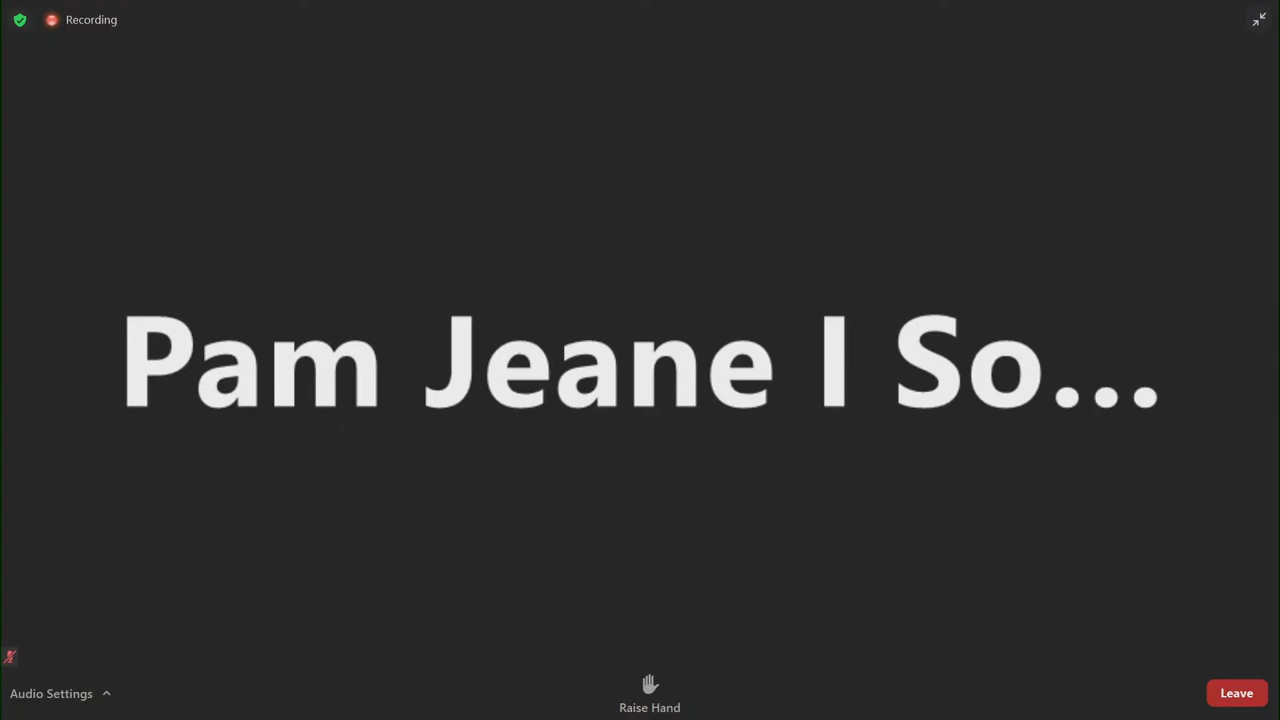 Recording
Pam Jeane I So...
Audio Settings
Raise Hand
Leave